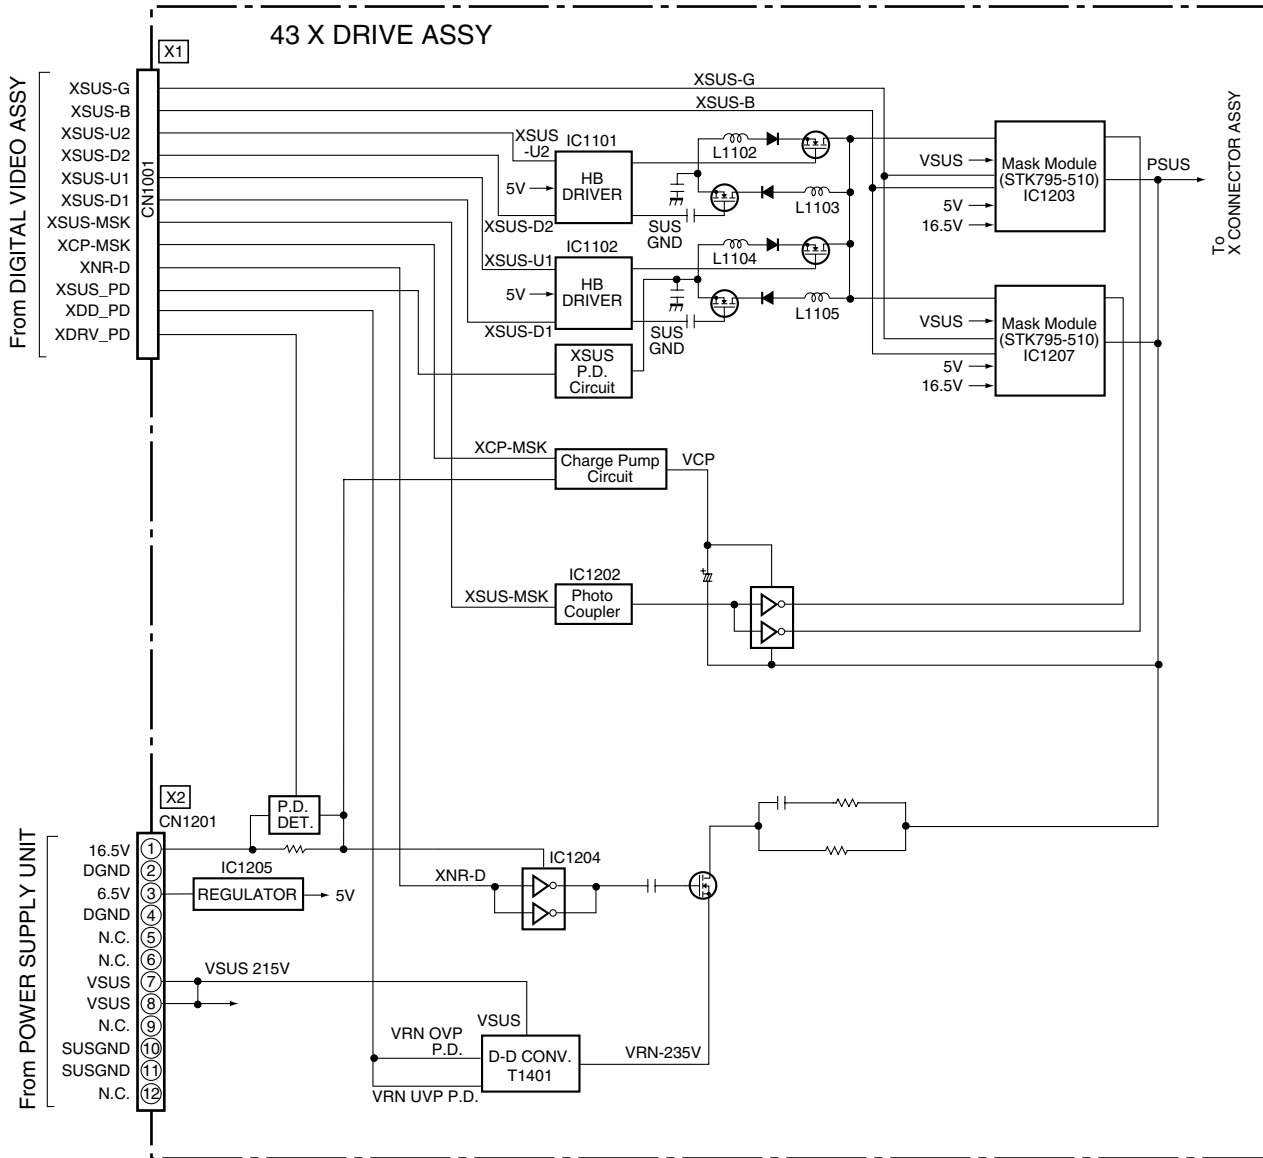 43 X DRIVE ASSY
X1
From DIGITAL VIDEO ASSY
XSUS-G
XSUS-B
XSUS-U2
XSUS-D2
XSUS-U1
XSUS-D1
XSUS-MSK
XCP-MSK
XNR-D
XSUS_PD
XDD_PD
XDRV_PD
CN1001
XSUS-G
XSUS-B
XSUS
-U2
IC1101
HB
DRIVER
5V
XSUS-D2
L1102
L1103
SUS
GND
XSUS-U1
IC1102
HB
DRIVER
5V
XSUS-D1
L1104
L1105
SUS
GND
XSUS
P.D.
Circuit
VSUS
Mask Module
(STK795-510)
IC1203
5V
16.5V
PSUS
To
X CONNECTOR ASSY
VSUS
Mask Module
(STK795-510)
IC1207
5V
16.5V
XCP-MSK
Charge Pump
Circuit
VCP
+
IC1202
XSUS-MSK
Photo
Coupler
X2
CN1201
P.D.
DET.
From POWER SUPPLY UNIT
16.5V
1
DGND
2
6.5V
3
DGND
4
N.C.
5
N.C.
6
VSUS
7
VSUS
8
N.C.
9
SUSGND
10
SUSGND
11
N.C.
12
IC1205
REGULATOR
5V
XNR-D
IC1204
VSUS 215V
VSUS
VRN OVP
P.D.
VRN UVP P.D.
D-D CONV.
T1401
VRN-235V